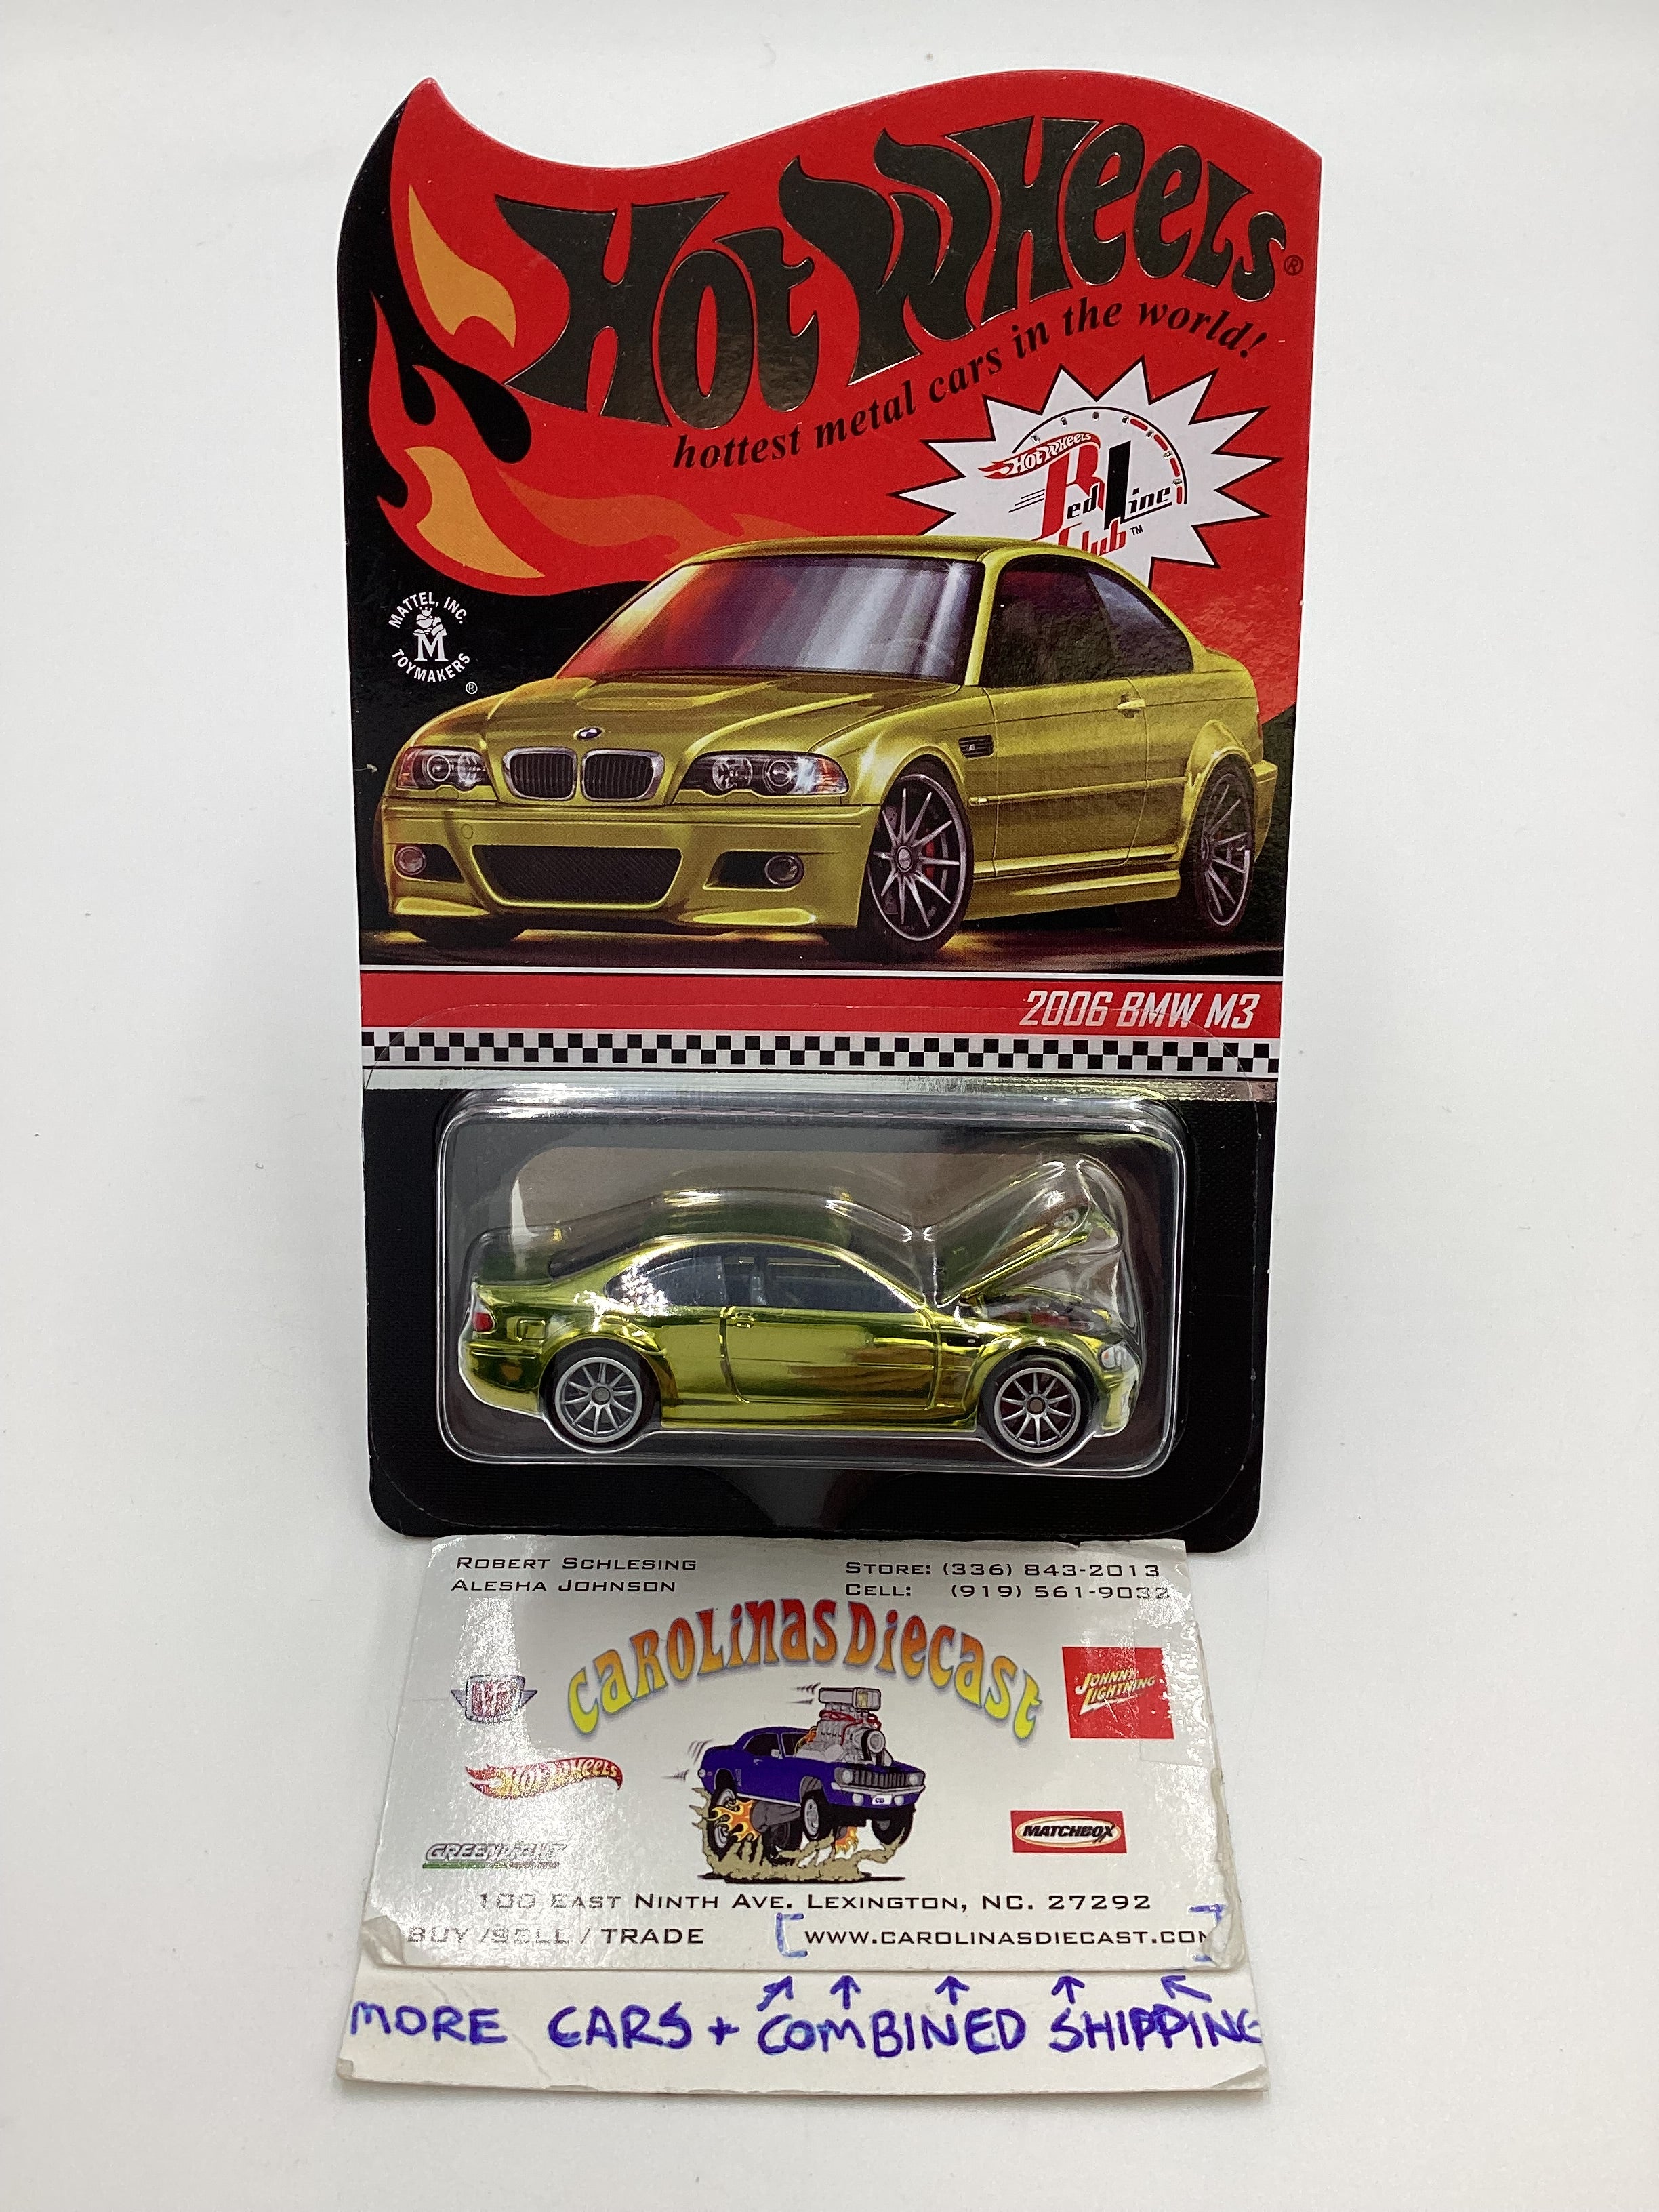 Hot Wheels®
hottest metal cars in the world!
Hot Wheels
Red Line
Club™
MATTEL, INC.
M
TOYMAKERS
®
2006 BMW M3
ROBERT SCHLESING
ALESHA JOHNSON
STORE: (336) 843-2013
CELL: (919) 561-9032
CAROLINAS DIECAST
JOHNNY
LIGHTNING
HOT WHEELS
GREENLIGHT
MATCHBOX
100 EAST NINTH AVE. LEXINGTON, NC. 27292
BUY /SELL / TRADE
[WWW.CAROLINASDIECAST.COM]
MORE CARS + COMBINED SHIPPING